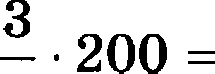 3
— · 200 =